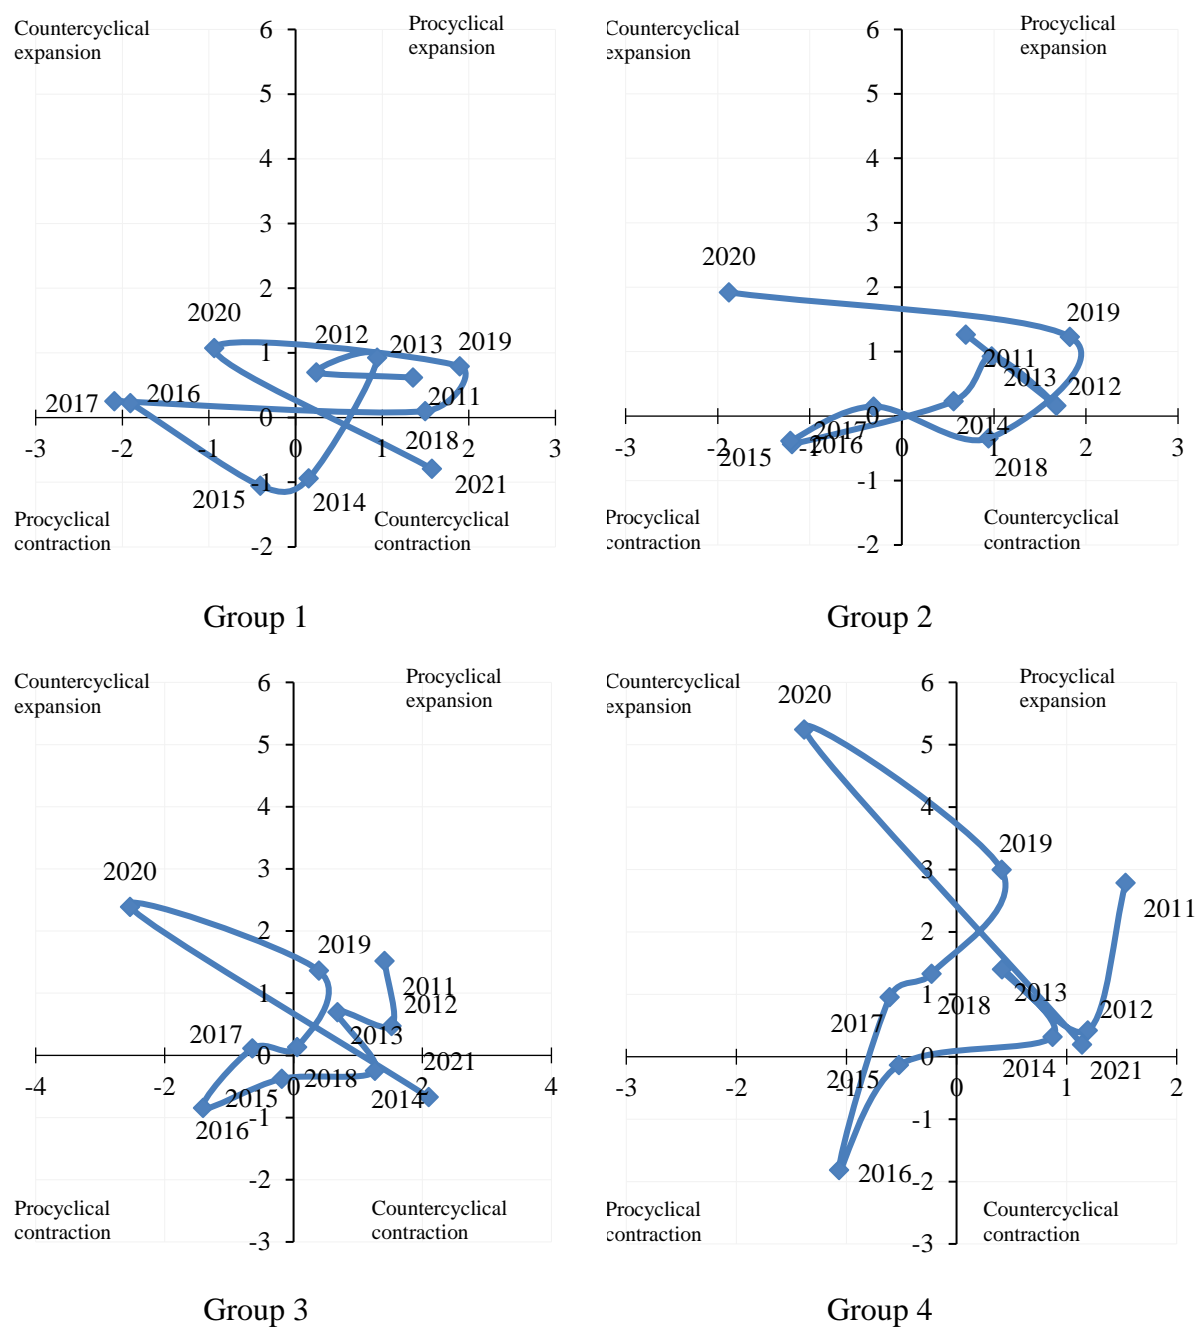 Countercyclical
expansion
Procyclical
expansion
6
5
4
3
2
1
0
-1
-2
-3
-2
-1
0
1
2
3
2020
2012
2013
2019
2017
2016
2011
2018
2015
2014
2021
Procyclical
contraction
Countercyclical
contraction
Group 1
Countercyclical
expansion
Procyclical
expansion
6
5
4
3
2
1
0
-1
-2
-3
-2
-1
0
1
2
3
2020
2019
2011
2013
2012
2014
2017
2016
2015
2018
Procyclical
contraction
Countercyclical
contraction
Group 2
Countercyclical
expansion
Procyclical
expansion
6
5
4
3
2
1
0
-1
-2
-3
-4
-2
0
2
4
2020
2019
2011
2012
2017
2013
2021
2018
2015
2014
2016
Procyclical
contraction
Countercyclical
contraction
Group 3
Countercyclical
expansion
Procyclical
expansion
6
5
4
3
2
1
0
-1
-2
-3
-3
-2
-1
0
1
2
2020
2019
2011
2013
2018
2012
2017
2015
2014
2021
2016
Procyclical
contraction
Countercyclical
contraction
Group 4